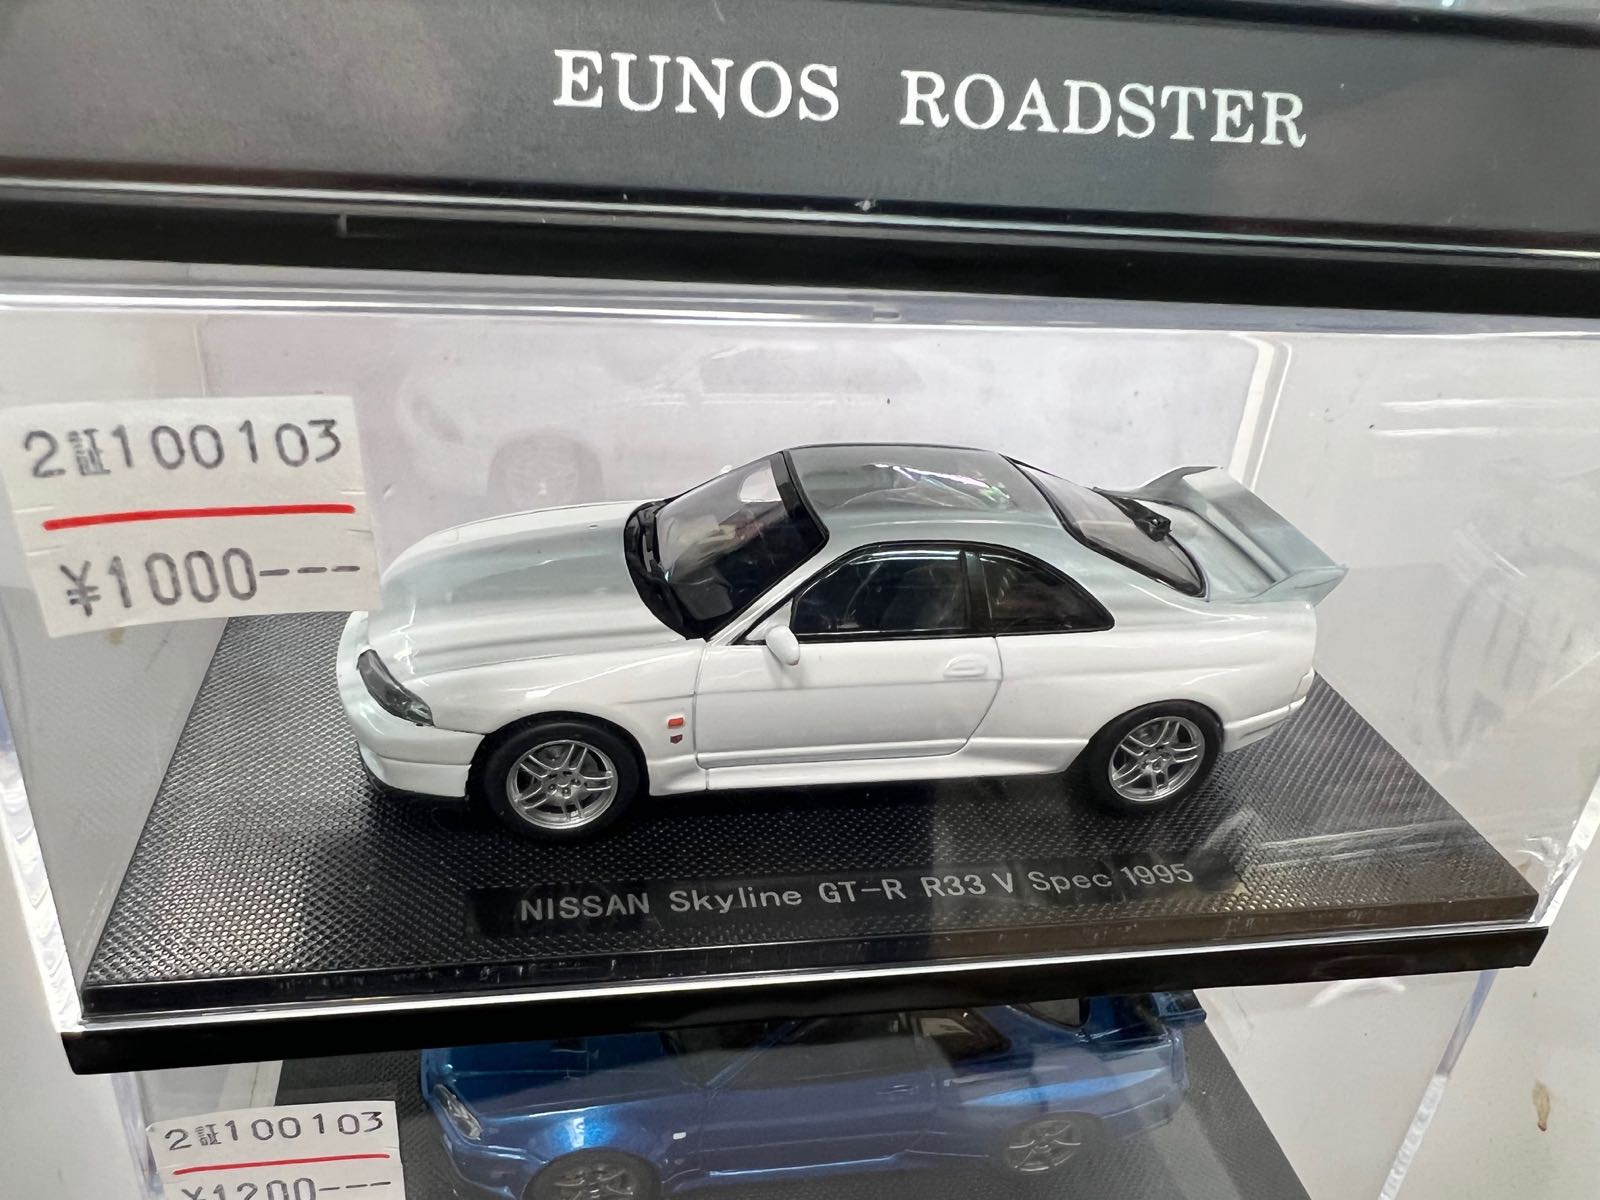 EUNOS ROADSTER
2証100103
¥1000---
NISSAN Skyline GT-R R33 V Spec 1995
2証100103
¥1200---